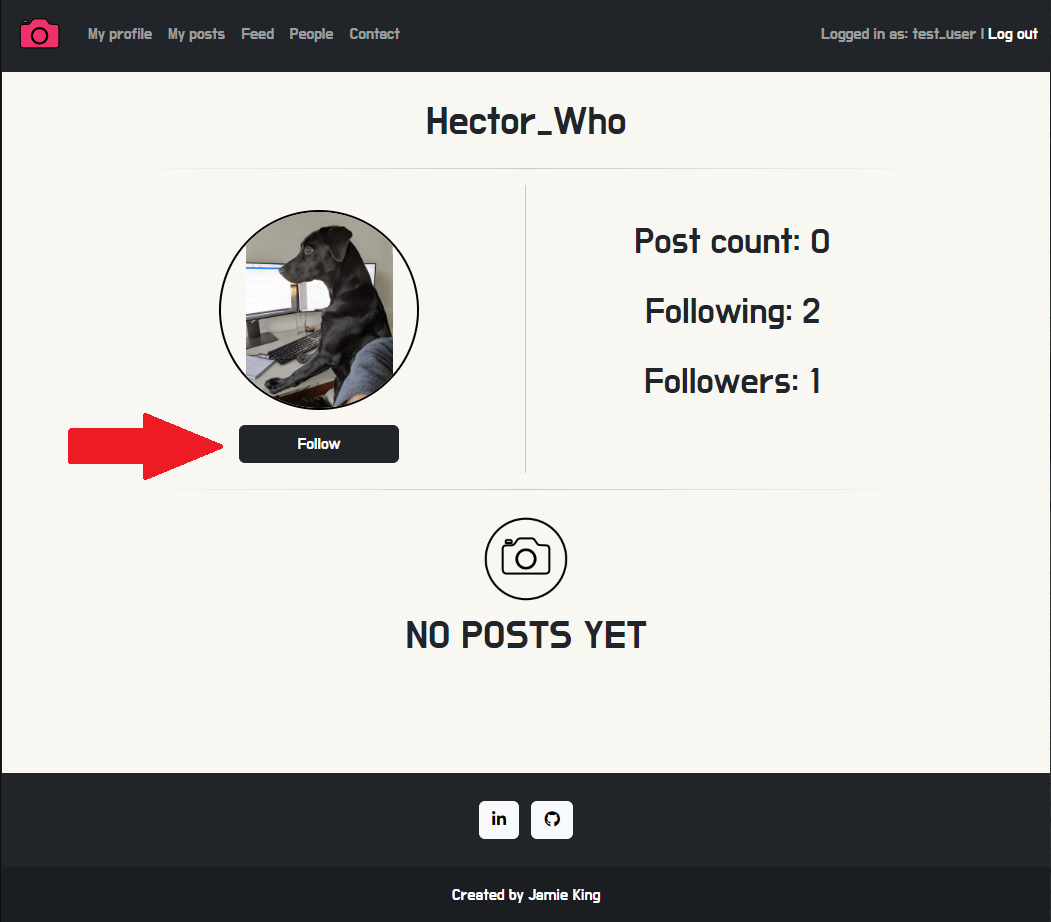 My profile My posts Feed People Contact Logged in as: test_user | Log out
Hector_Who
Post count: 0
Following: 2
Followers: 1
Follow
NO POSTS YET
in
Created by Jamie King